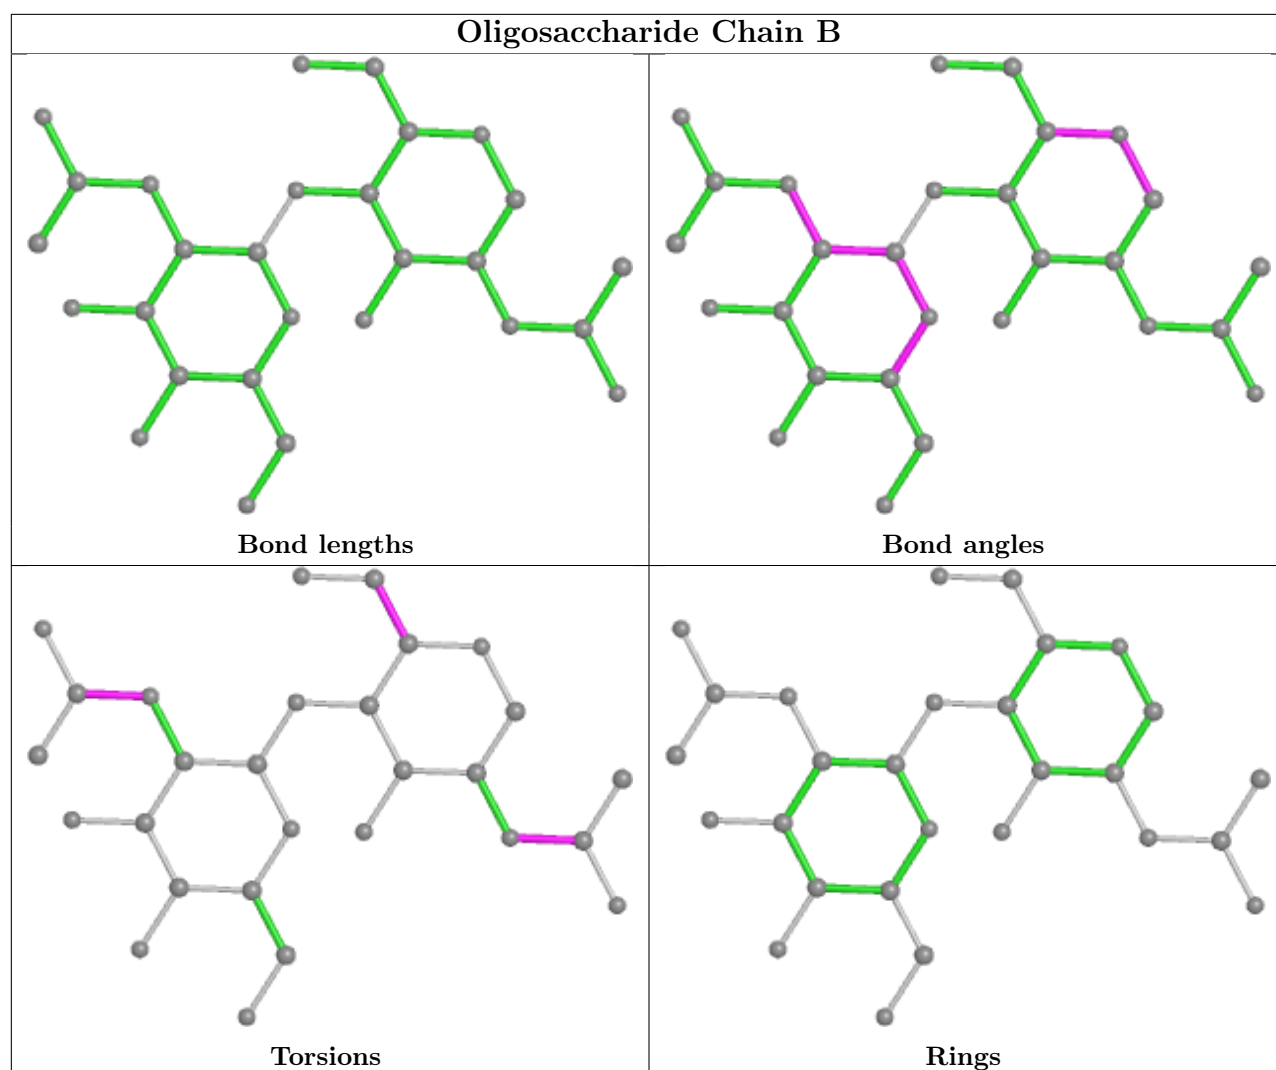 Oligosaccharide Chain B
Bond lengths
Bond angles
Torsions
Rings